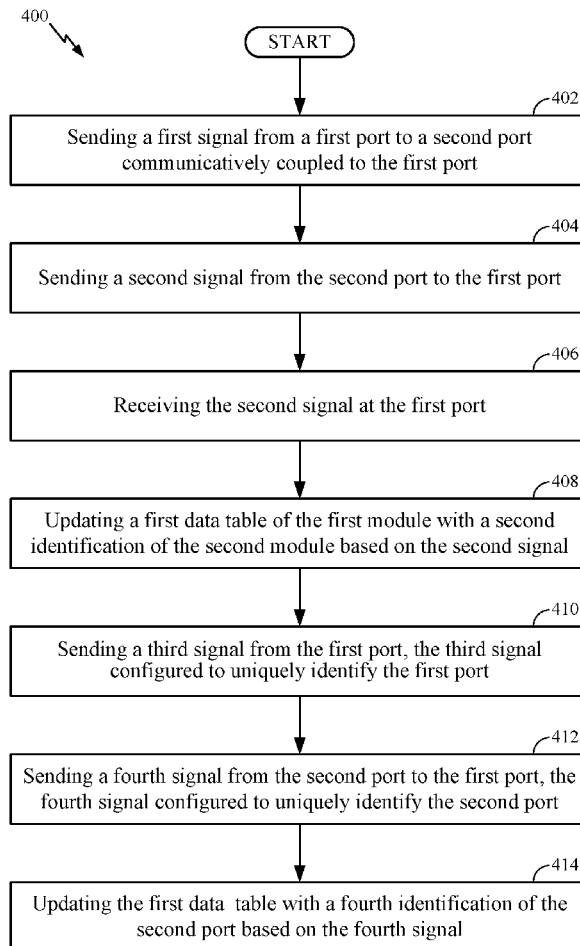 400
START
402
Sending a first signal from a first port to a second port
communicatively coupled to the first port
404
Sending a second signal from the second port to the first port
406
Receiving the second signal at the first port
408
Updating a first data table of the first module with a second
identification of the second module based on the second signal
410
Sending a third signal from the first port, the third signal
configured to uniquely identify the first port
412
Sending a fourth signal from the second port to the first port, the
fourth signal configured to uniquely identify the second port
414
Updating the first data table with a fourth identification of the
second port based on the fourth signal